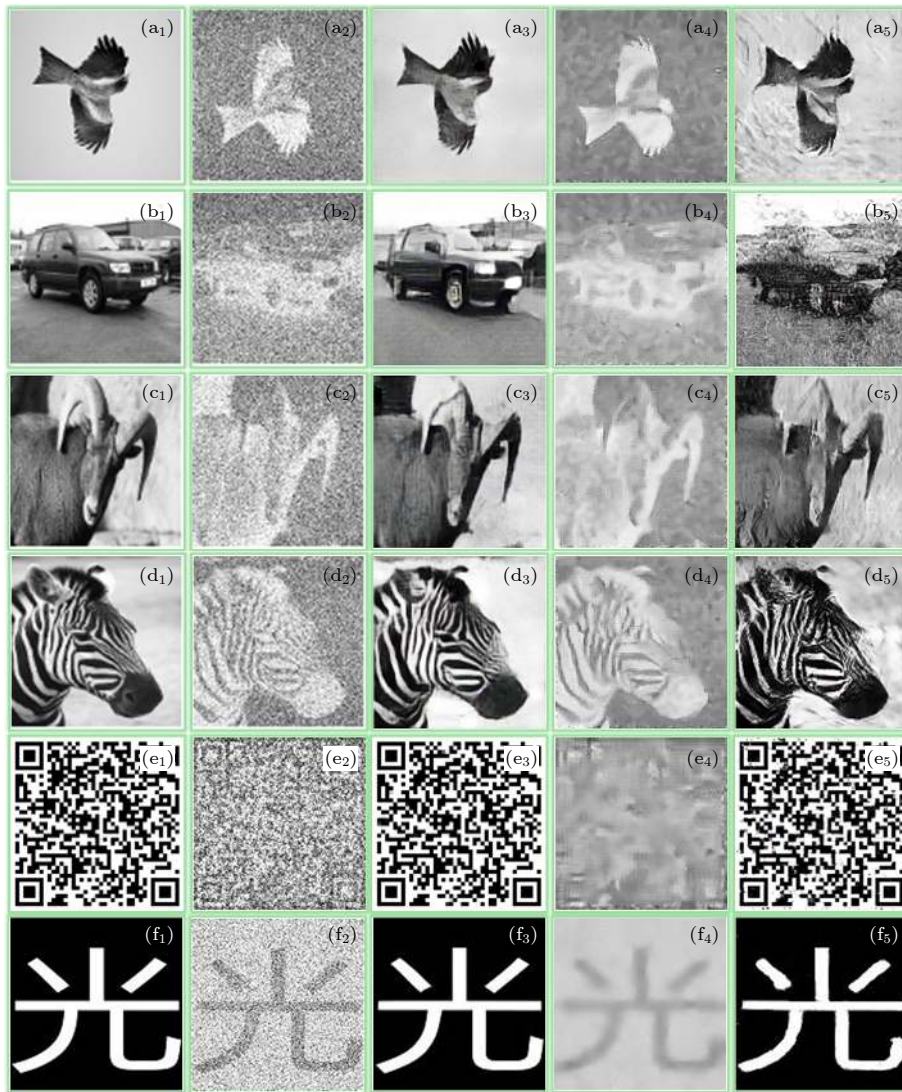 (a₁) (a₂) (a₃) (a₄) (a₅)
(b₁) (b₂) (b₃) (b₄) (b₅)
(c₁) (c₂) (c₃) (c₄) (c₅)
(d₁) (d₂) (d₃) (d₄) (d₅)
(e₁) (e₂) (e₃) (e₄) (e₅)
(f₁) (f₂) (f₃) (f₄) (f₅)
光 光 光 光 光